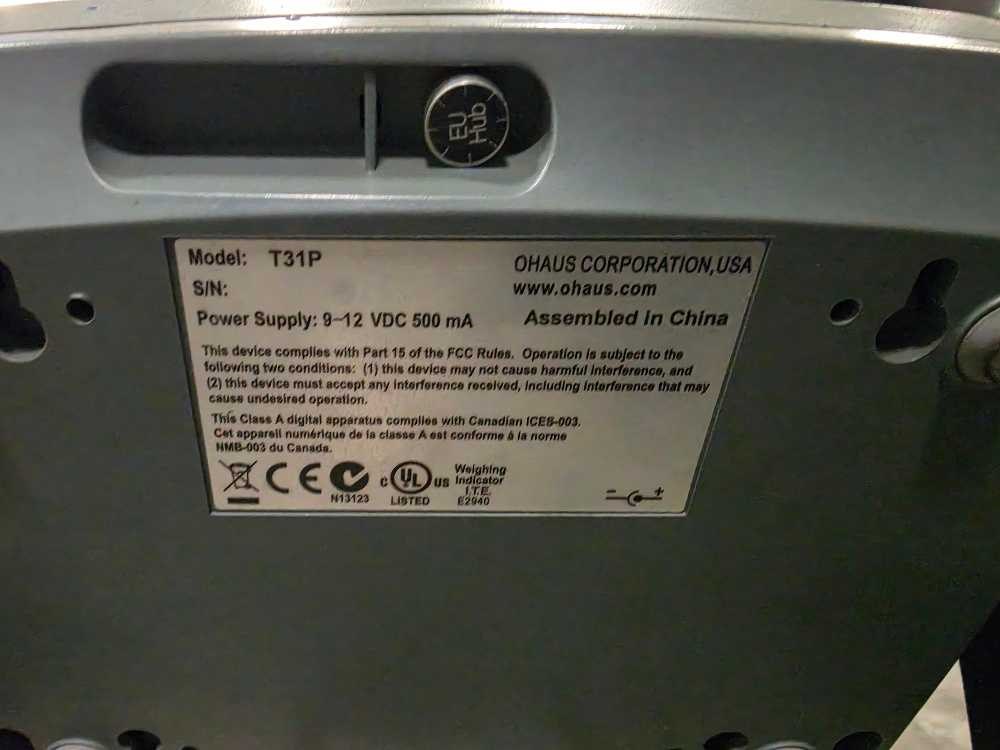 EU
Hub
Model: T31P
OHAUS CORPORATION,USA
S/N:
www.ohaus.com
Power Supply: 9-12 VDC 500 mA
Assembled in China
This device complies with Part 15 of the FCC Rules. Operation is subject to the
following two conditions: (1) this device may not cause harmful interference, and
(2) this device must accept any interference received, including interference that may
cause undesired operation.
This Class A digital apparatus complies with Canadian ICES-003.
Cet appareil numérique de la classe A est conforme à la norme
NMB-003 du Canada.
CE
N13123
c UL us
LISTED
Weighing
Indicator
I.T.E.
E2940
- +